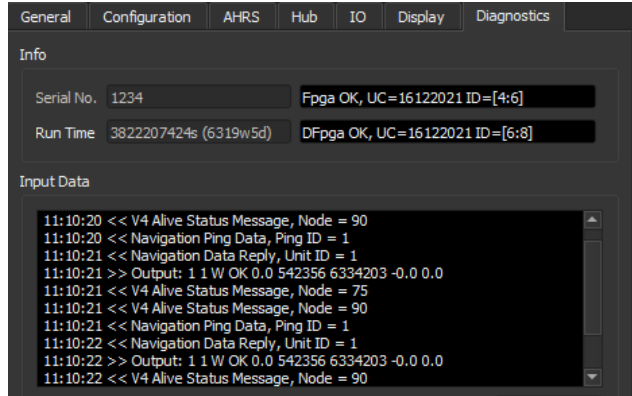 General Configuration AHRS Hub IO Display Diagnostics
Info
Serial No. 1234 Fpga OK, UC=16122021 ID=[4:6]
Run Time 3822207424s (6319w5d) DFpga OK, UC=16122021 ID=[6:8]
Input Data
11:10:20 << V4 Alive Status Message, Node = 90
11:10:20 << Navigation Ping Data, Ping ID = 1
11:10:21 << Navigation Data Reply, Unit ID = 1
11:10:21 >> Output: 1 1 W OK 0.0 542356 6334203 -0.0 0.0
11:10:21 << V4 Alive Status Message, Node = 75
11:10:21 << V4 Alive Status Message, Node = 90
11:10:21 << Navigation Ping Data, Ping ID = 1
11:10:22 << Navigation Data Reply, Unit ID = 1
11:10:22 >> Output: 1 1 W OK 0.0 542356 6334203 -0.0 0.0
11:10:22 << V4 Alive Status Message, Node = 90